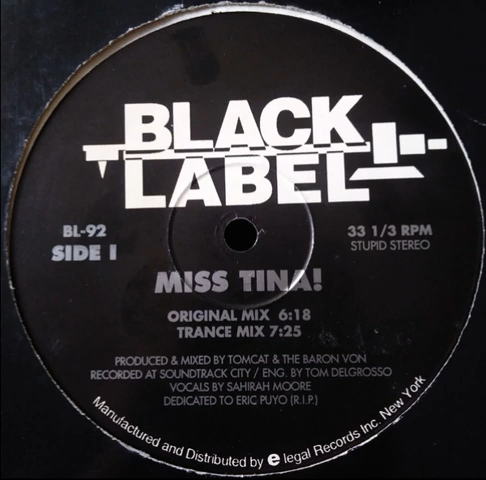 BLACK
LABEL
BL-92
SIDE I
33 1/3 RPM
STUPID STEREO
MISS TINA!
ORIGINAL MIX 6:18
TRANCE MIX 7:25
PRODUCED & MIXED BY TOMCAT & THE BARON VON
RECORDED AT SOUNDTRACK CITY / ENG. BY TOM DELGROSSO
VOCALS BY SAHIRAH MOORE
DEDICATED TO ERIC PUYO (R.I.P.)
Manufactured and Distributed by e legal Records Inc. New York